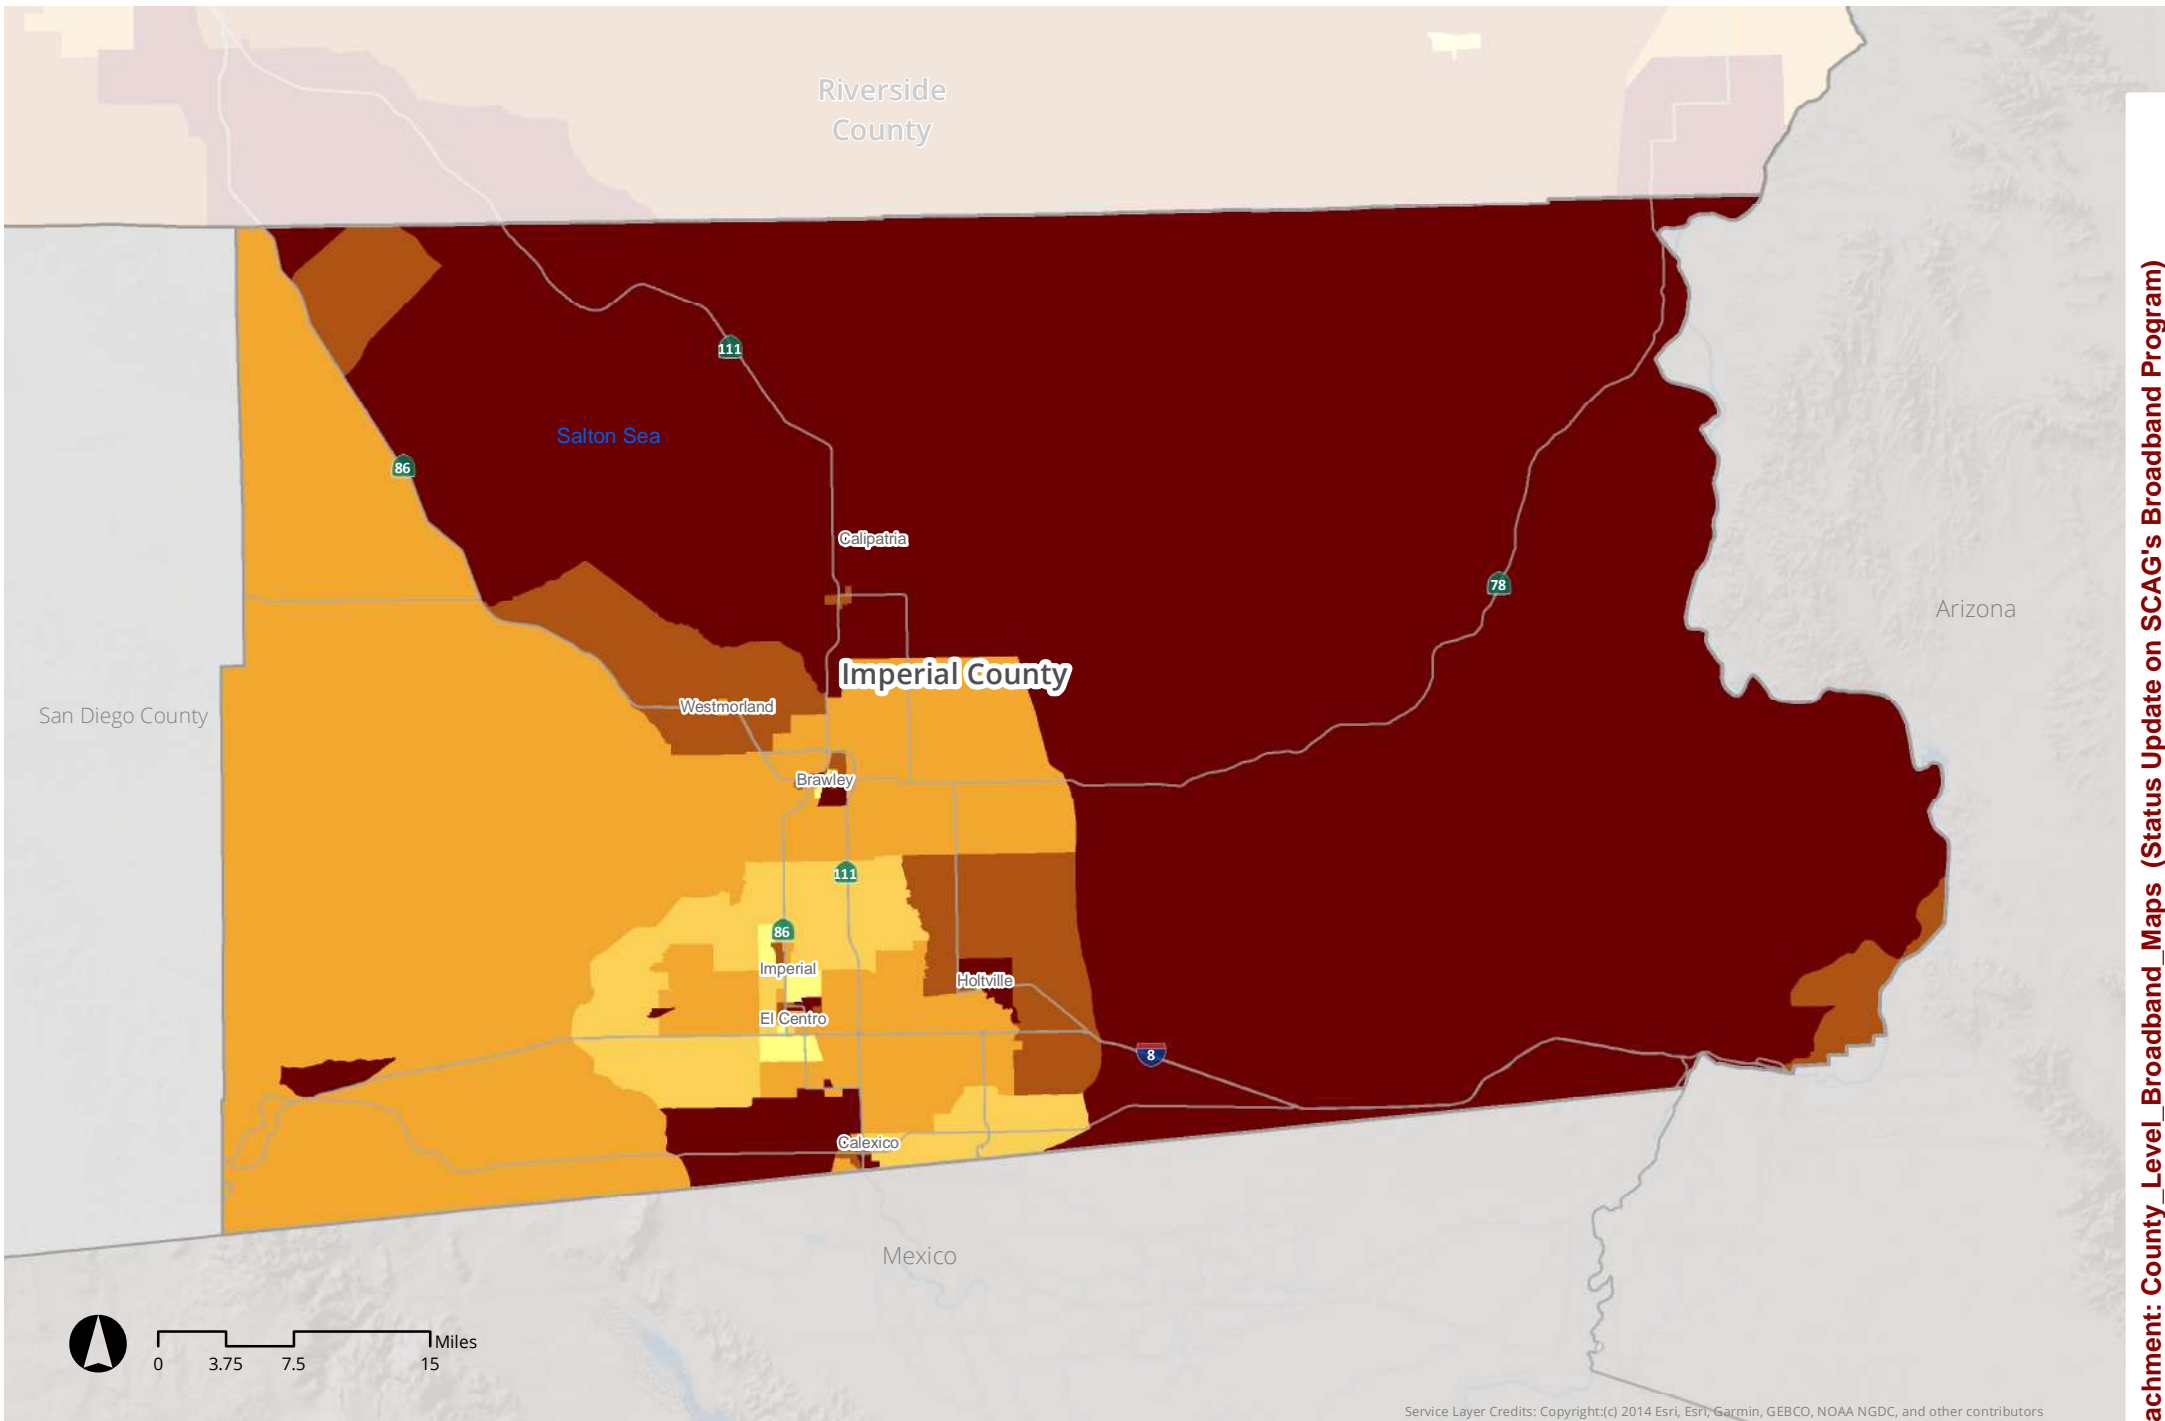 Riverside
County
111
Salton Sea
86
Calipatria
78
Arizona
Imperial County
San Diego County
Westmorland
Brawley
111
86
Imperial
Holtville
El Centro
8
Calexico
Mexico
Miles
0 3.75 7.5 15
Service Layer Credits: Copyright:(c) 2014 Esri, Esri, Garmin, GEBCO, NOAA NGDC, and other contributors
achment: County_Level_Broadband_Maps (Status Update on SCAG's Broadband Program)